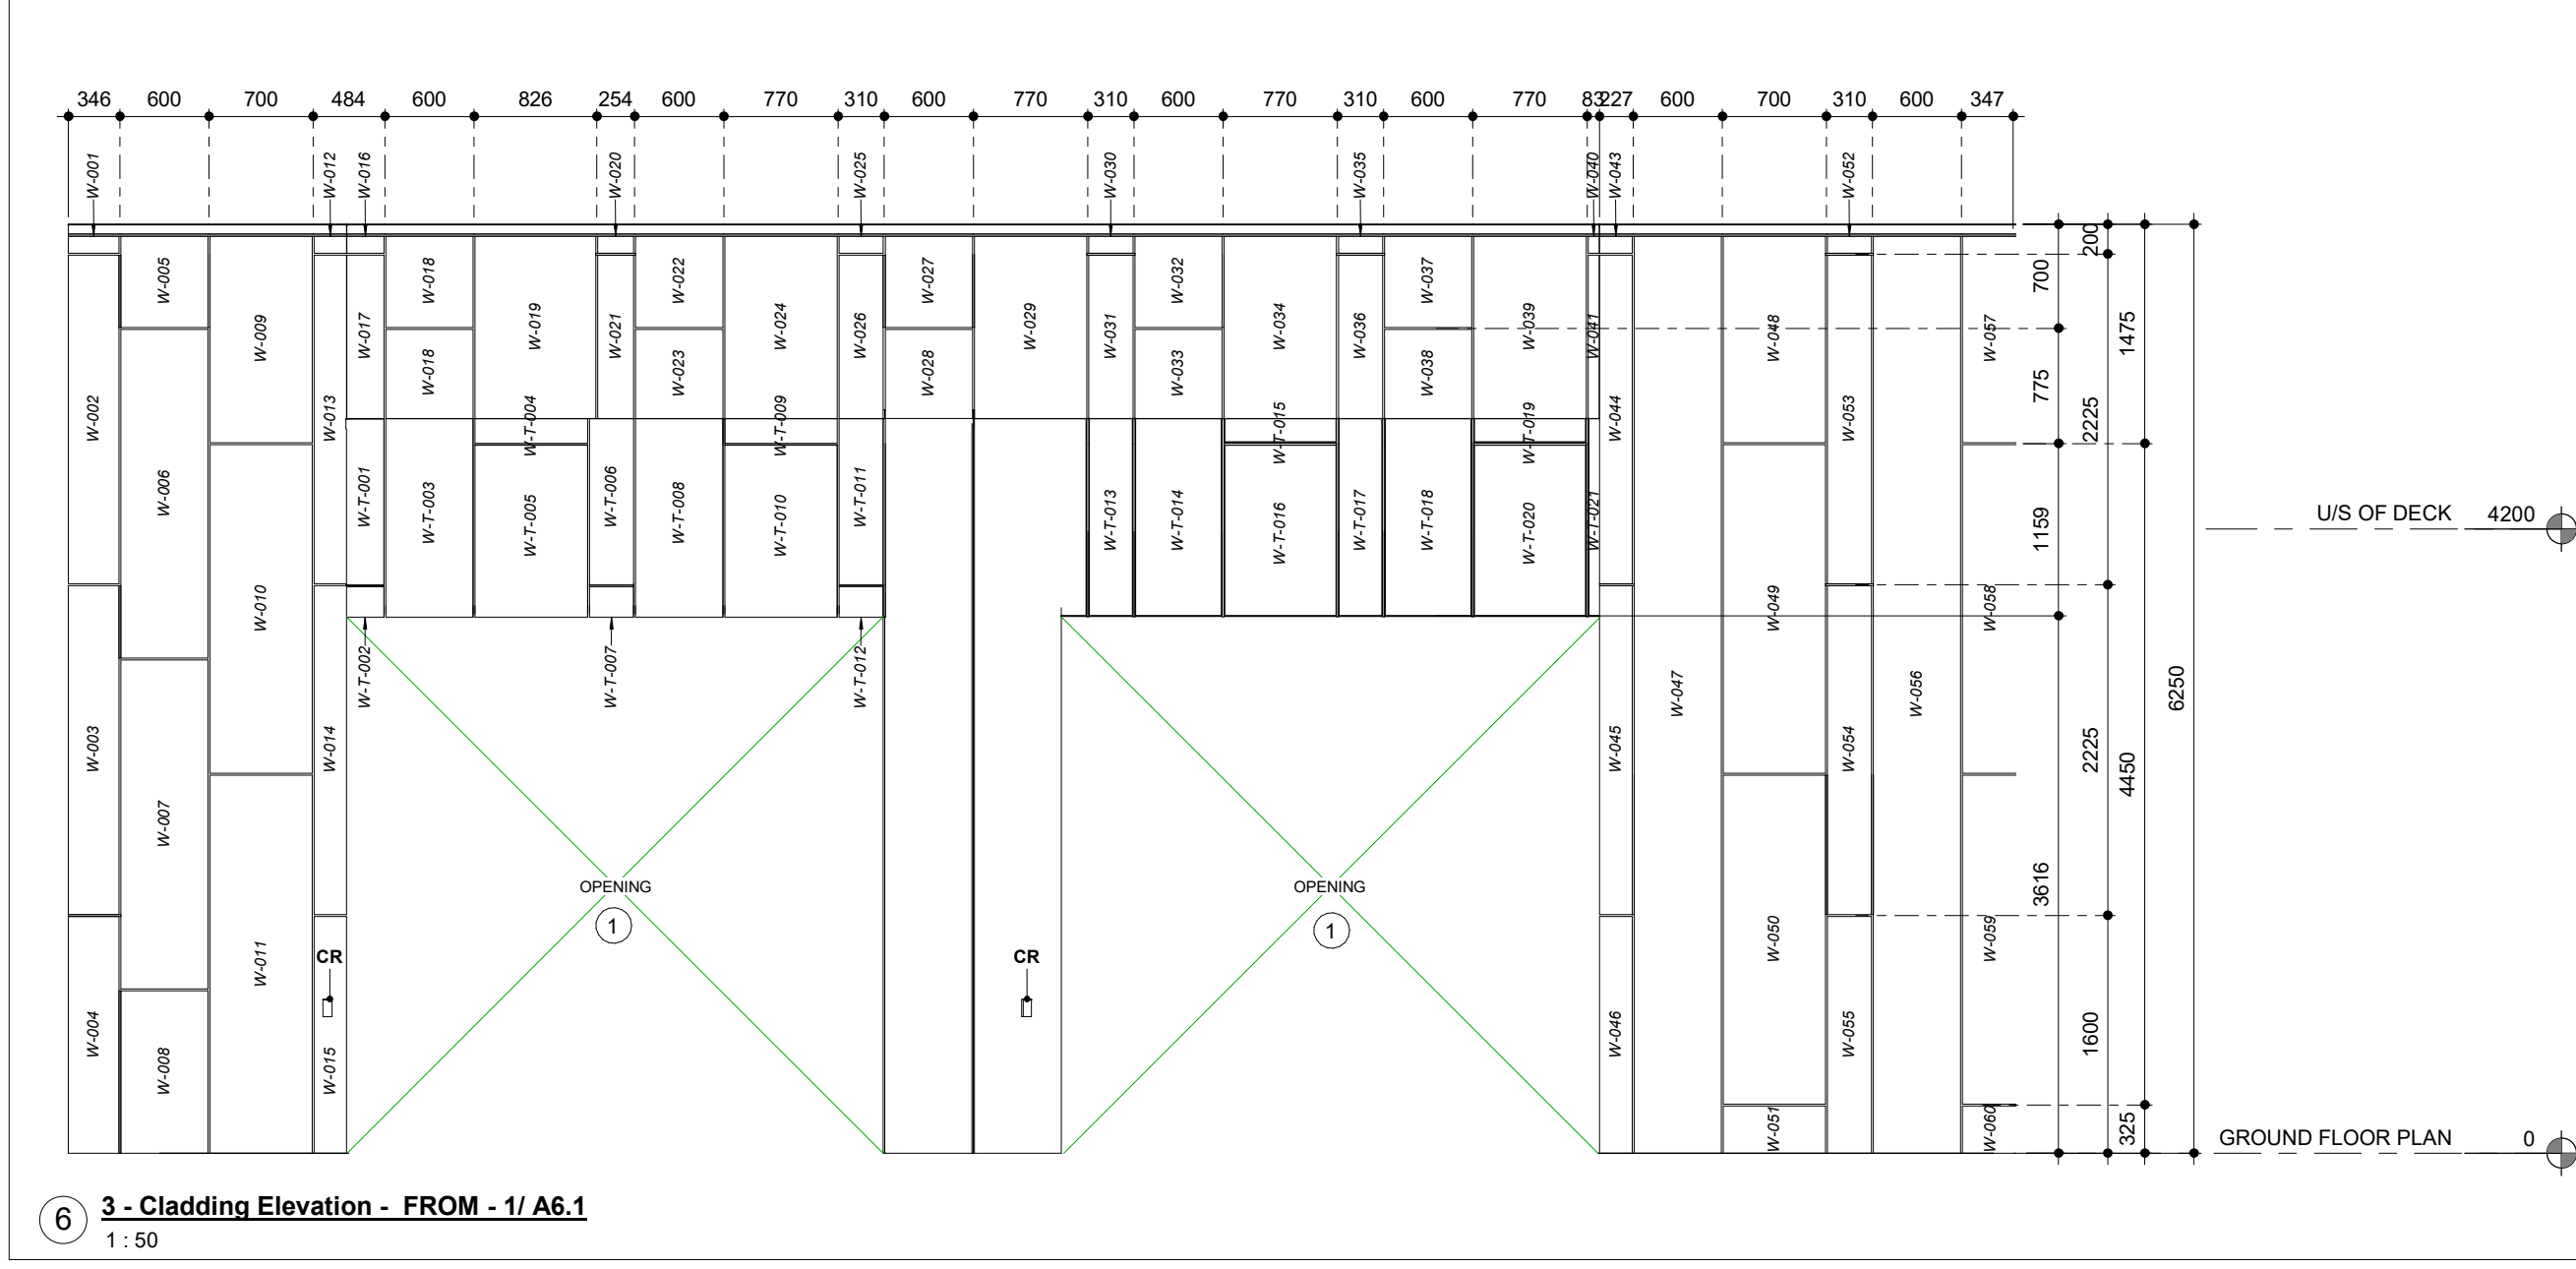 346 600 700 484 600 826 254 600 770 310 600 770 310 600 770 310 600 770 83 227 600 700 310 600 347
W-001 W-012 W-016 W-020 W-025 W-030 W-035 W-040 W-043 W-052
200
W-005 W-018 W-022 W-027 W-032 W-037 700
W-009 W-017 W-019 W-021 W-024 W-026 W-029 W-031 W-034 W-036 W-039 W-041 W-048 W-057 1475
W-018 W-023 W-028 W-033 W-038 775
W-002 W-013 W-T-004 W-T-009 W-T-015 W-T-019 W-044 W-053 2225
W-006 W-T-001 W-T-003 W-T-005 W-T-006 W-T-008 W-T-010 W-T-011 W-T-013 W-T-014 W-T-016 W-T-017 W-T-018 W-T-020 W-T-021 1159
U/S OF DECK 4200
W-010 W-049 W-058
W-T-002 W-T-007 W-T-012 W-047 W-056 6250
W-003 W-014 W-045 W-054 2225 4450
W-007
OPENING OPENING 3616
1 1
W-011 W-050 W-059
CR CR
W-004 W-046 W-055 1600
W-008 W-015
W-051 W-060 325
GROUND FLOOR PLAN 0
6 3 - Cladding Elevation - FROM - 1/ A6.1
1 : 50